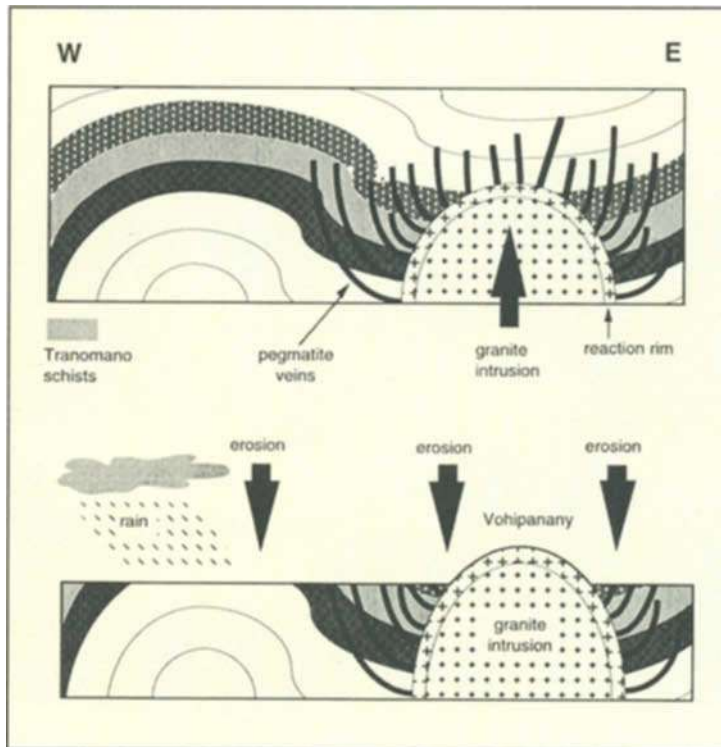 W
E
Tranomano
schists
pegmatite
veins
granite
intrusion
reaction rim
erosion
erosion
erosion
rain
Vohipanany
granite
intrusion